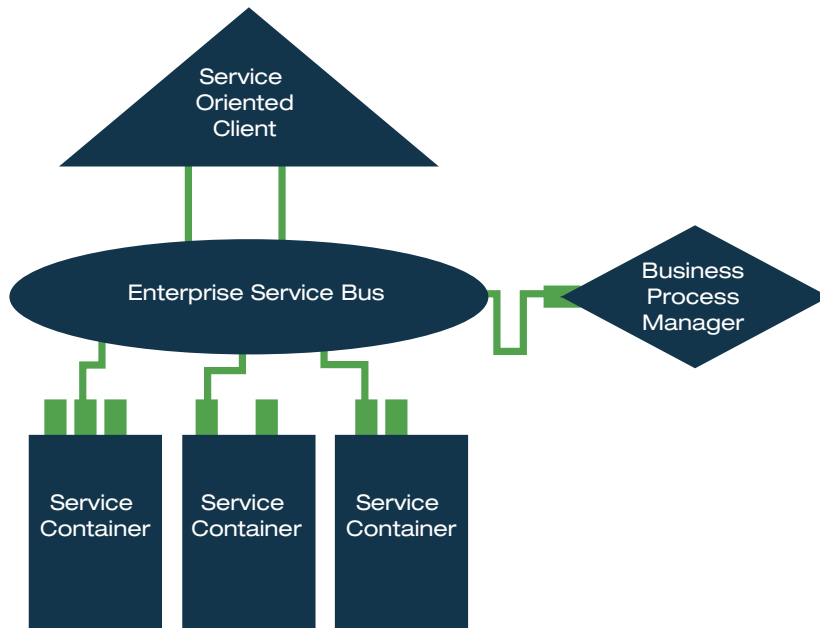 Service
Oriented
Client
Enterprise Service Bus
Business
Process
Manager
Service
Container
Service
Container
Service
Container